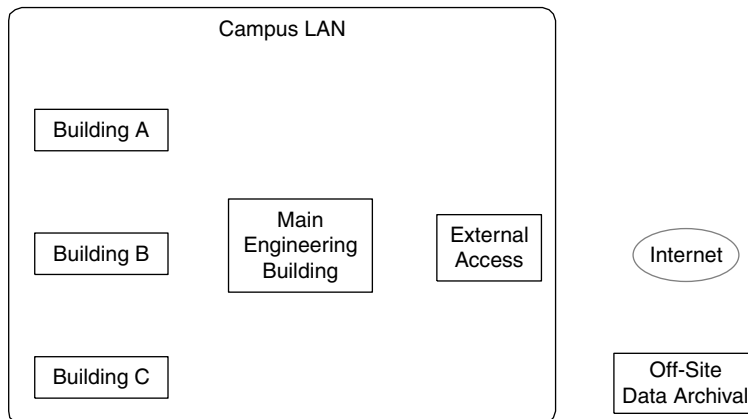 Campus LAN
Building A
Main
Engineering
Building
External
Access
Building B
Internet
Building C
Off-Site
Data Archival